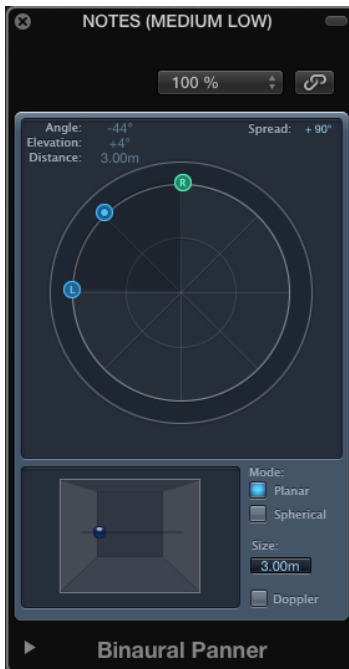 NOTES (MEDIUM LOW)
100 %
Angle: -44°
Spread: + 90°
Elevation: +4°
Distance: 3.00m
R
L
Mode:
Planar
Spherical
Size:
3.00m
Doppler
Binaural Panner